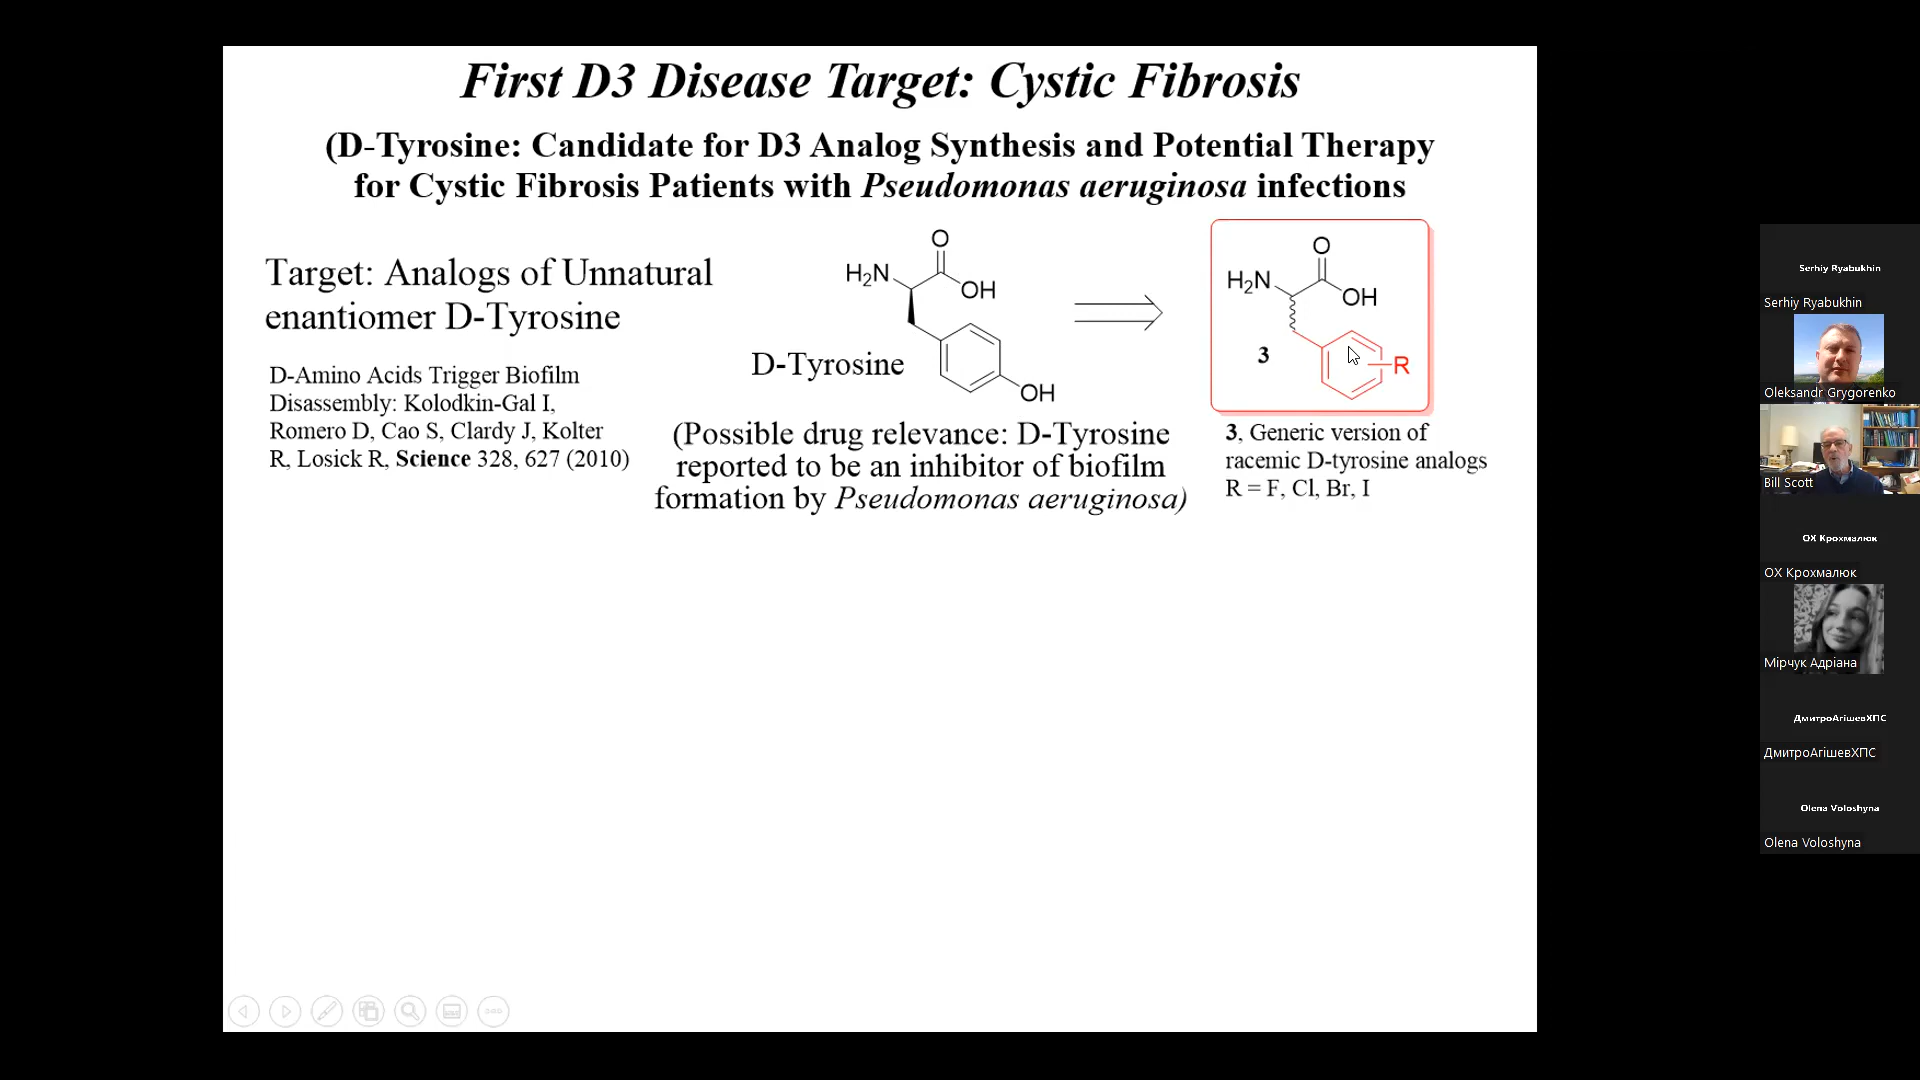 First D3 Disease Target: Cystic Fibrosis
(D-Tyrosine: Candidate for D3 Analog Synthesis and Potential Therapy
for Cystic Fibrosis Patients with Pseudomonas aeruginosa infections
Target: Analogs of Unnatural
enantiomer D-Tyrosine
D-Amino Acids Trigger Biofilm
Disassembly: Kolodkin-Gal I,
Romero D, Cao S, Clardy J, Kolter
R, Losick R, Science 328, 627 (2010)
O
H2N
OH
D-Tyrosine
OH
(Possible drug relevance: D-Tyrosine
reported to be an inhibitor of biofilm
formation by Pseudomonas aeruginosa)
O
H2N
OH
3
R
3, Generic version of
racemic D-tyrosine analogs
R = F, Cl, Br, I
Serhiy Ryabukhin
Serhiy Ryabukhin
Oleksandr Grygorenko
Bill Scott
ОХ Крохмалюк
ОХ Крохмалюк
Мірчук Адріана
ДмитроАгішевХПС
ДмитроАгішевХПС
Olena Voloshyna
Olena Voloshyna